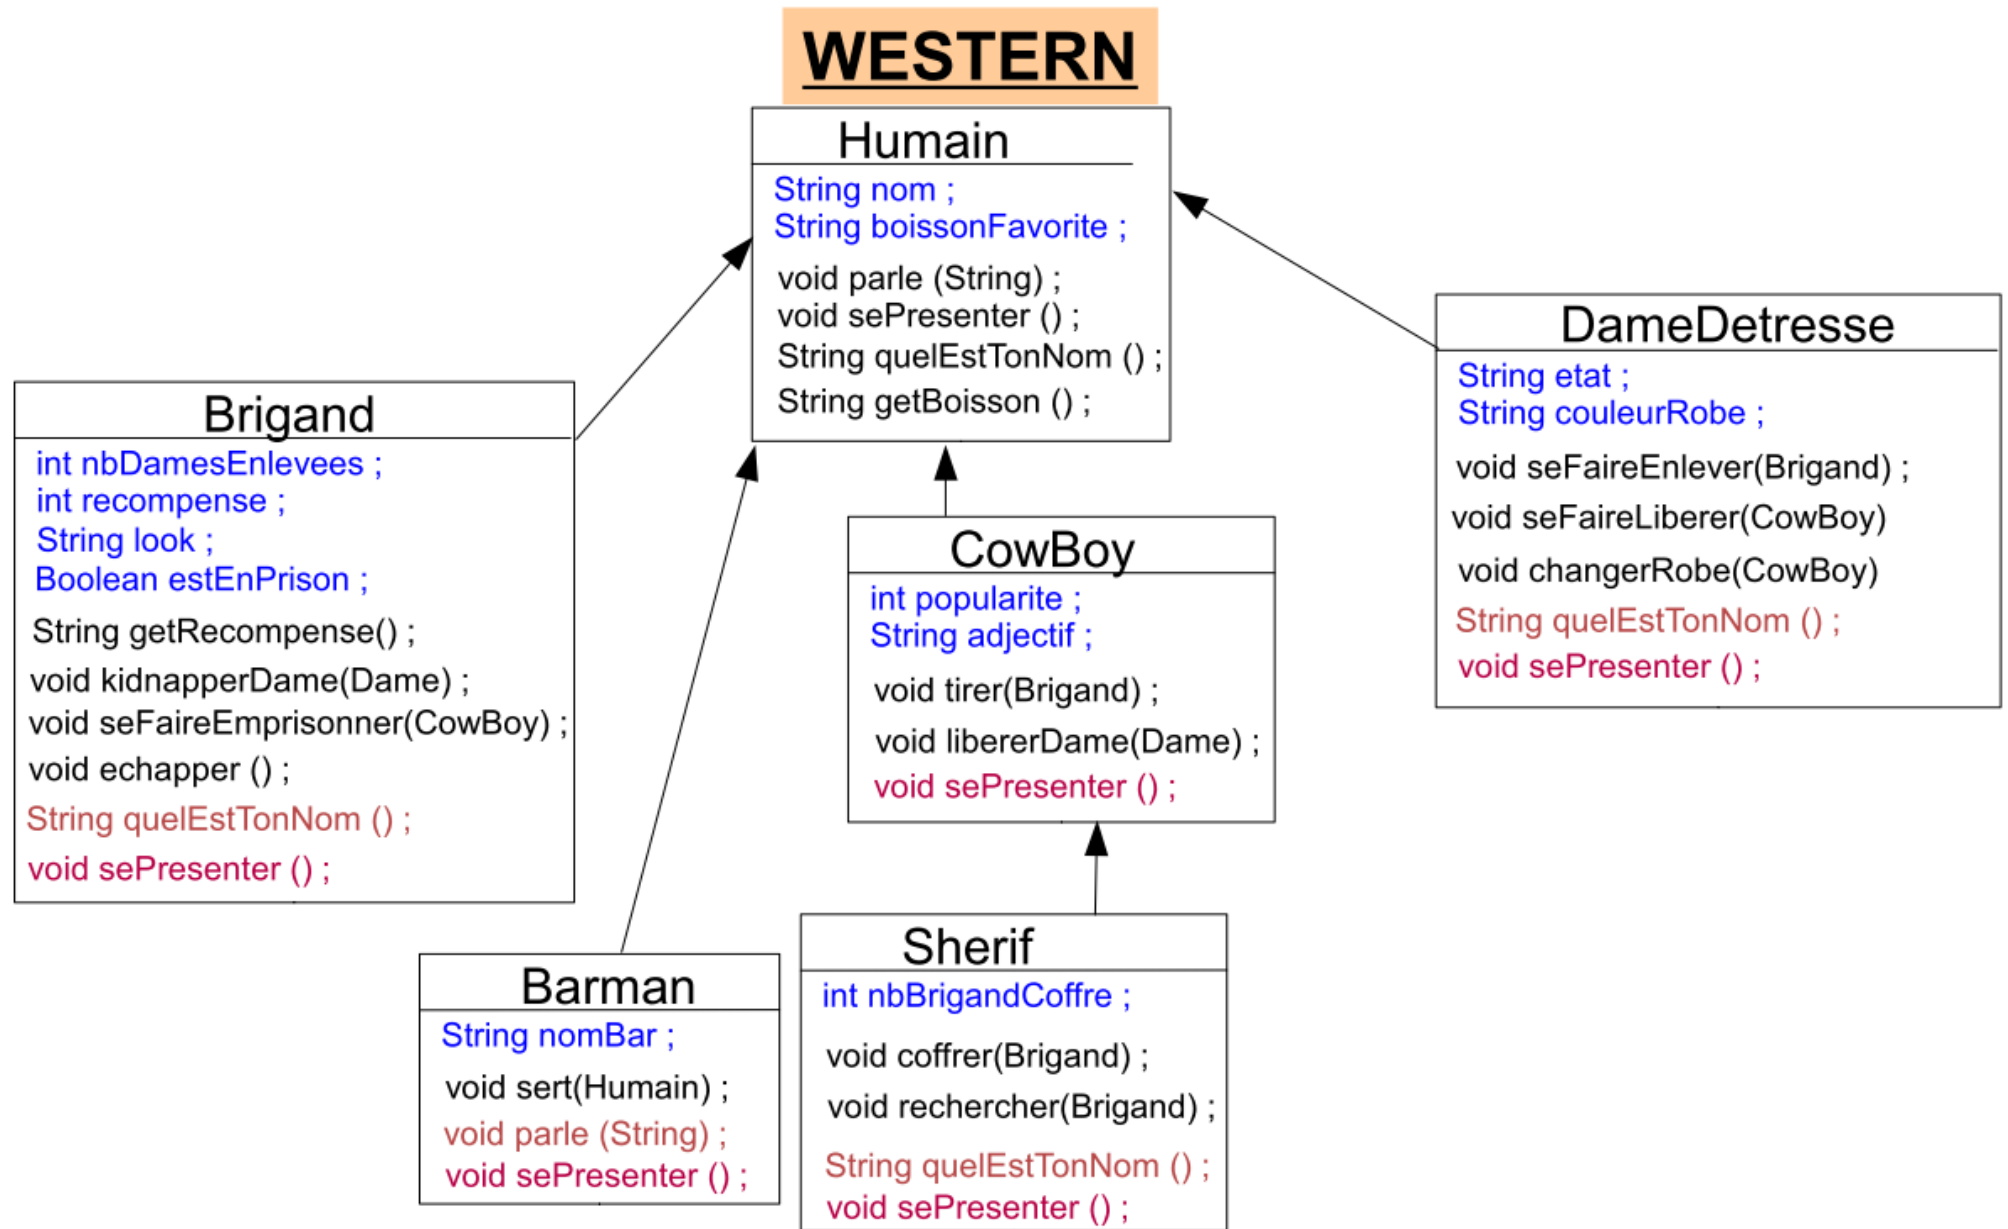 WESTERN
Humain
String nom ;
String boissonFavorite ;
void parle (String) ;
void sePresenter () ;
String quelEstTonNom () ;
String getBoisson () ;
Brigand
int nbDamesEnlevees ;
int recompense ;
String look ;
Boolean estEnPrison ;
String getRecompense() ;
void kidnapperDame(Dame) ;
void seFaireEmprisonner(CowBoy) ;
void echapper () ;
String quelEstTonNom () ;
void sePresenter () ;
DameDetresse
String etat ;
String couleurRobe ;
void seFaireEnlever(Brigand) ;
void seFaireLiberer(CowBoy)
void changerRobe(CowBoy)
String quelEstTonNom () ;
void sePresenter () ;
CowBoy
int popularite ;
String adjectif ;
void tirer(Brigand) ;
void libererDame(Dame) ;
void sePresenter () ;
Barman
String nomBar ;
void sert(Humain) ;
void parle (String) ;
void sePresenter () ;
Sherif
int nbBrigandCoffre ;
void coffrer(Brigand) ;
void rechercher(Brigand) ;
String quelEstTonNom () ;
void sePresenter () ;